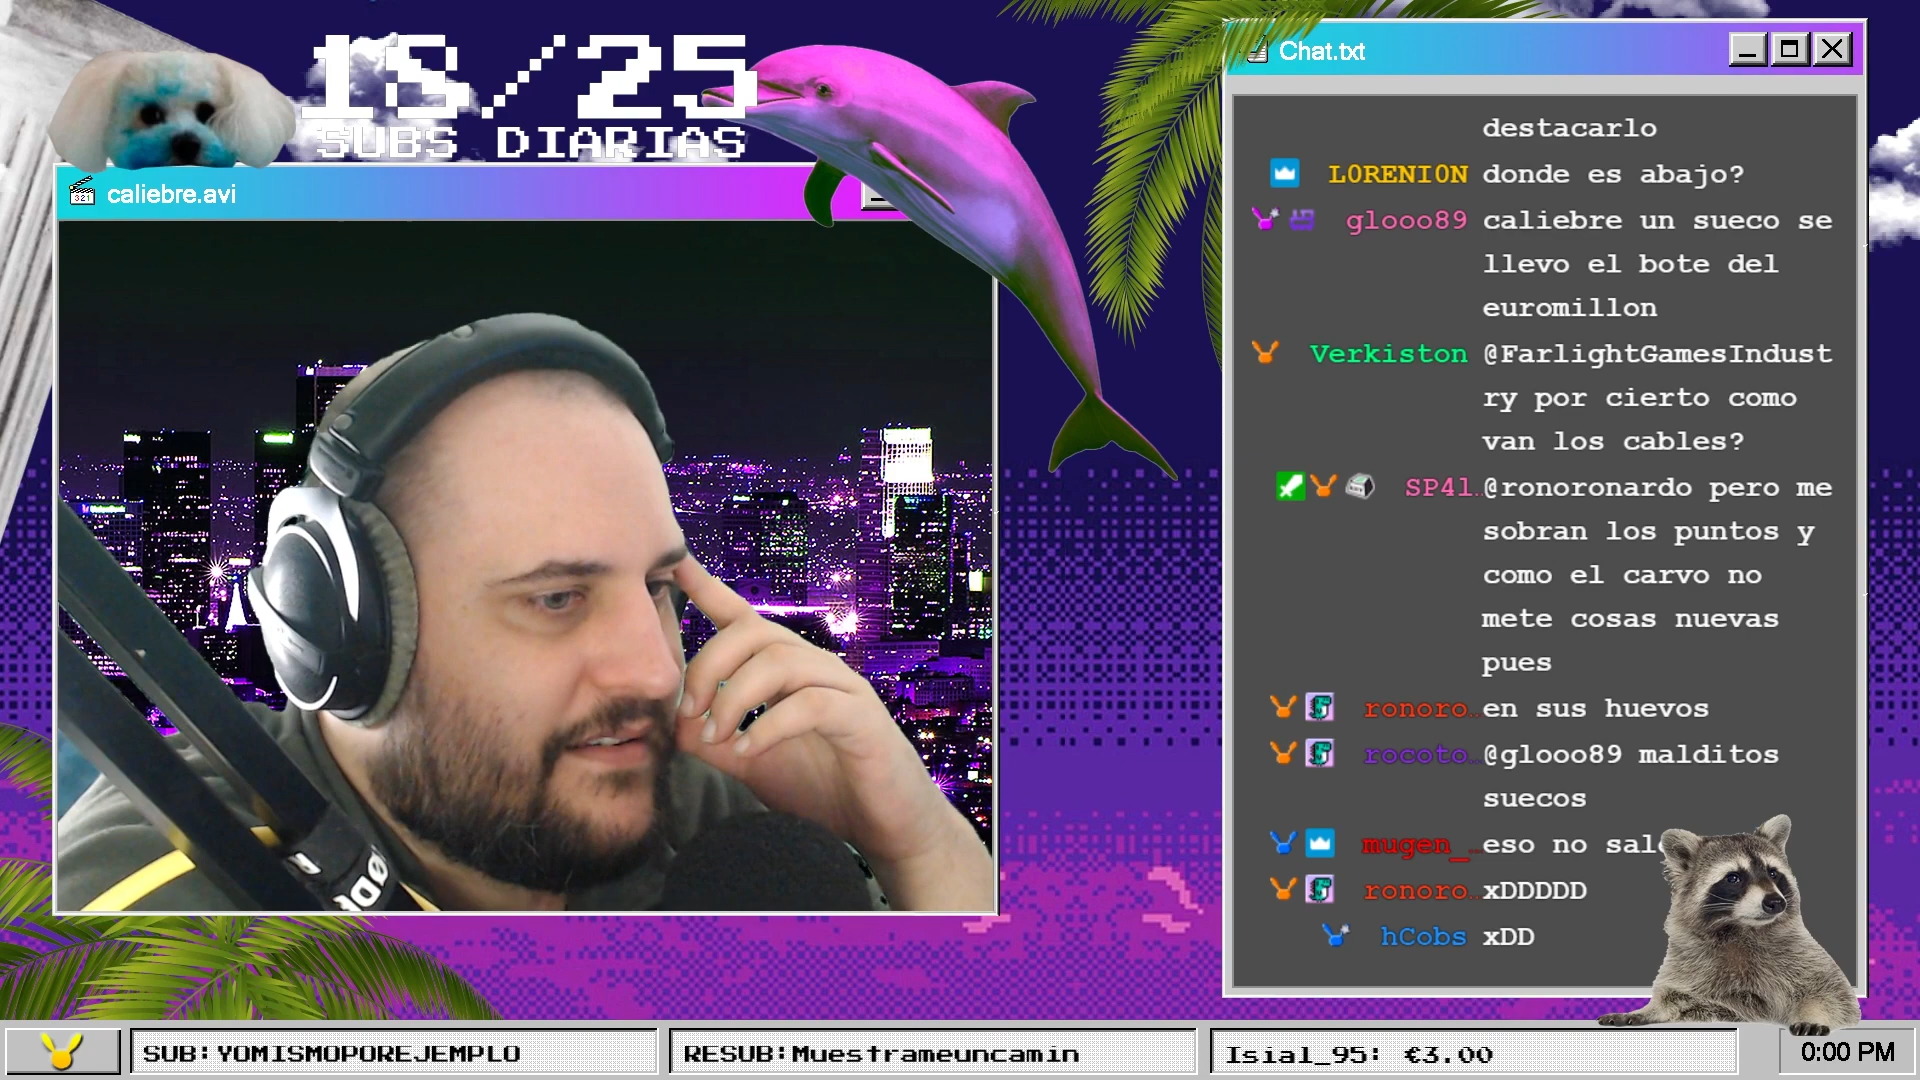 18/25
SUBS DIARIAS
caliebre.avi
Chat.txt
destacarlo
L0RENI0N donde es abajo?
glooo89 caliebre un sueco se
llevo el bote del
euromillon
Verkiston @FarlightGamesIndust
ry por cierto como
van los cables?
SP4l..@ronoronardo pero me
sobran los puntos y
como el carvo no
mete cosas nuevas
pues
ronoro..en sus huevos
rocoto..@glooo89 malditos
suecos
mugen_..eso no
ronoro..xDDDDD
hCobs xDD
SUB:YOMISMOPOREJEMPLO
RESUB:Muestrameuncamin
Isial_95: €3.00
0:00 PM